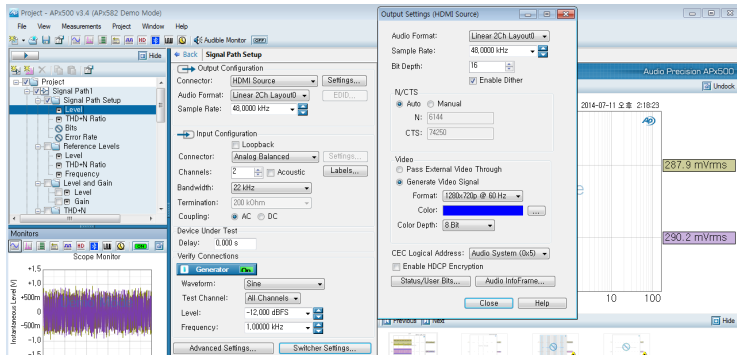 Project - APx500 v3.4 (APx582 Demo Mode)
File View Measurements Project Window Help
Audible Monitor OFF
Hide
Project
Signal Path1
Signal Path Setup
Level
THD+N Ratio
Bits
Error Rate
Reference Levels
Level
THD+N Ratio
Frequency
Level and Gain
Level
Gain
THD+N
Monitors
Scope Monitor
Instantaneous Level (V)
+1.5
+1.0
+500m
0
-500m
-1.0
-1.5
Back Signal Path Setup
Output Configuration
Connector: HDMI Source Settings...
Audio Format: Linear 2Ch Layout0 EDID...
Sample Rate: 48,0000 kHz
Input Configuration
Loopback
Connector: Analog Balanced Settings...
Channels: 2 Acoustic Labels...
Bandwidth: 22 kHz
Termination: 200 kOhm
Coupling: AC DC
Device Under Test
Delay: 0,000 s
Verify Connections
Generator On
Waveform: Sine
Test Channel: All Channels
Level: -12,000 dBFS
Frequency: 1,00000 kHz
Advanced Settings... Switcher Settings...
Output Settings (HDMI Source)
Audio Format: Linear 2Ch Layout0
Sample Rate: 48,0000 kHz
Bit Depth: 16
Enable Dither
N/CTS
Auto Manual
N: 6144
CTS: 74250
Video
Pass External Video Through
Generate Video Signal
Format: 1280x720p @ 60 Hz
Color: ...
Color Depth: 8 Bit
CEC Logical Address: Audio System (0x5)
Enable HDCP Encryption
Status/User Bits... Audio InfoFrame...
Close Help
Audio Precision APx500
Undock
2014-07-11 오후 2:18:23
AP
287.9 mVrms
290.2 mVrms
10 100
Previous Next
Hide